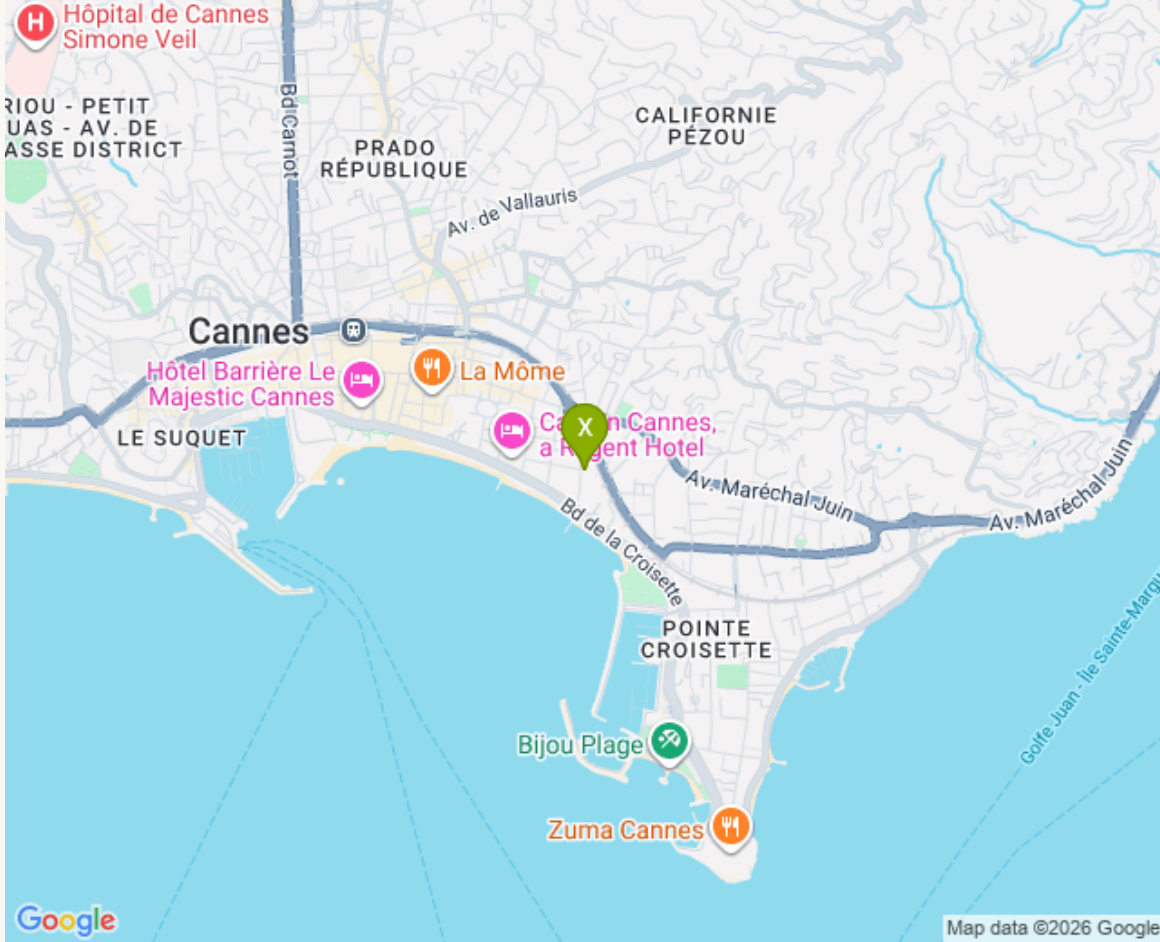 Hôpital de Cannes
Simone Veil
RIOU - PETIT
UAS - AV. DE
ASSE DISTRICT
Bd Carnot
PRADO
RÉPUBLIQUE
CALIFORNIE
PÉZOU
Av. de Vallauris
Cannes
Hôtel Barrière Le
Majestic Cannes
La Môme
LE SUQUET
X
Cannes,
a Regent Hotel
Av. Maréchal Juin
Av. Maréchal Juin
Bd de la Croisette
POINTE
CROISETTE
Golfe Juan - Île Sainte-Margu
Bijou Plage
Zuma Cannes
Google
Map data ©2026 Google